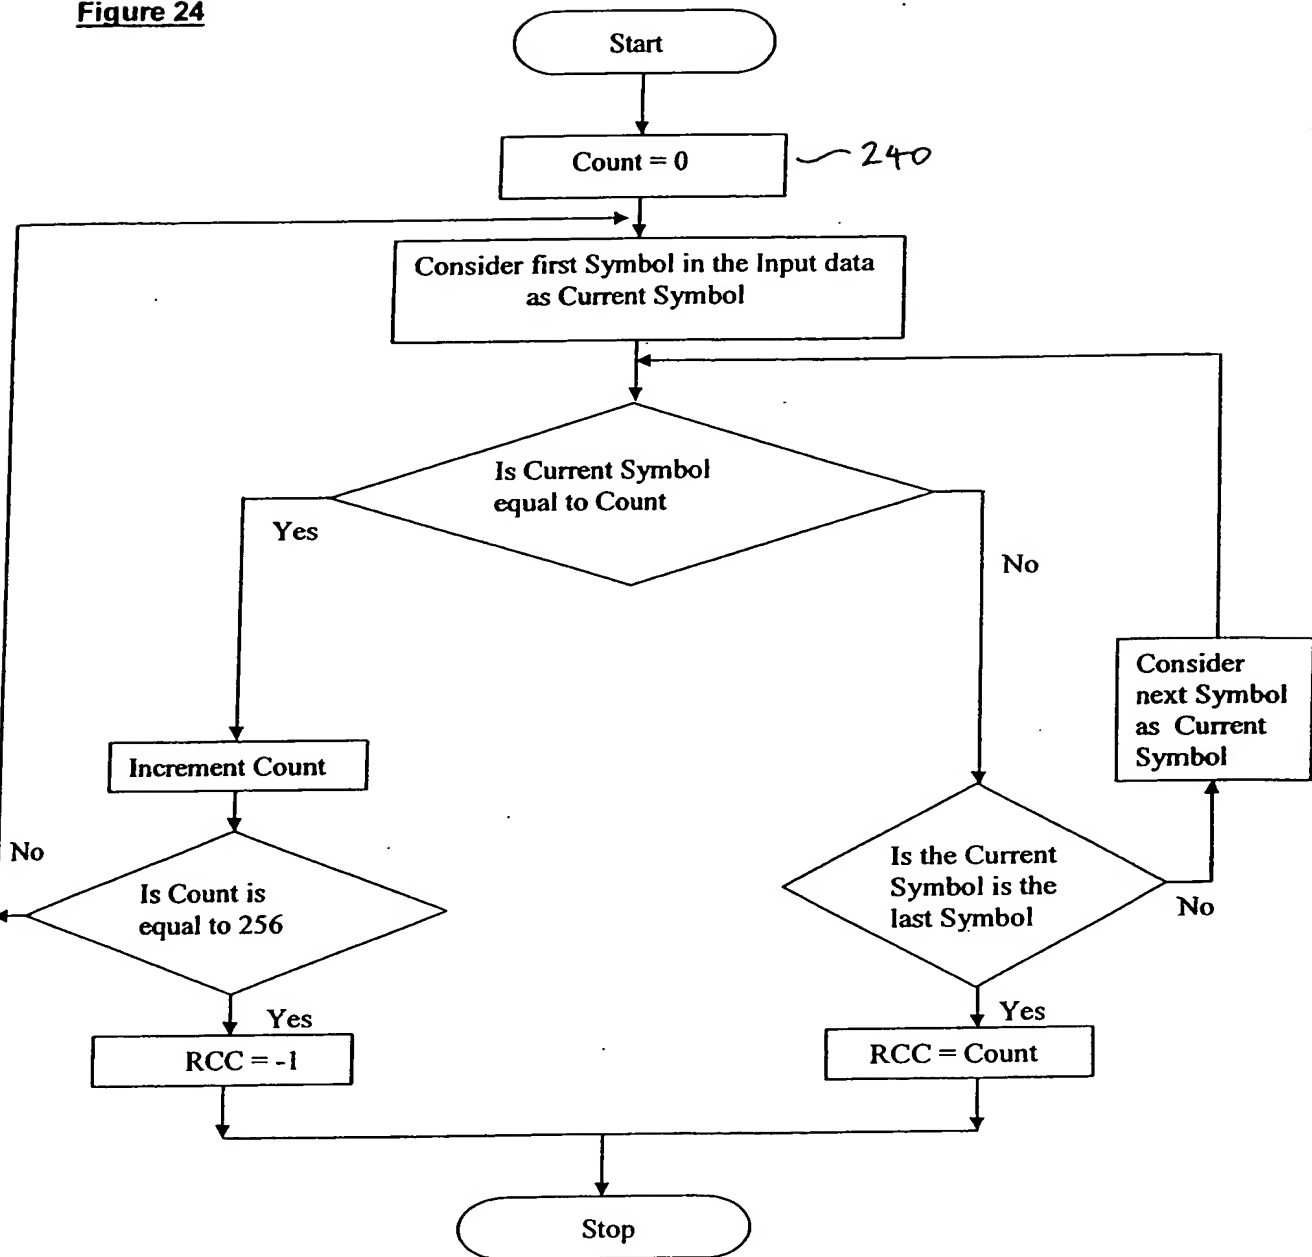 Figure 24
Start
Count = 0
240
Consider first Symbol in the Input data
as Current Symbol
Is Current Symbol
equal to Count
Yes
No
Consider
next Symbol
as Current
Symbol
Increment Count
No
Is Count is
equal to 256
Is the Current
Symbol is the
last Symbol
No
Yes
Yes
RCC = -1
RCC = Count
Stop